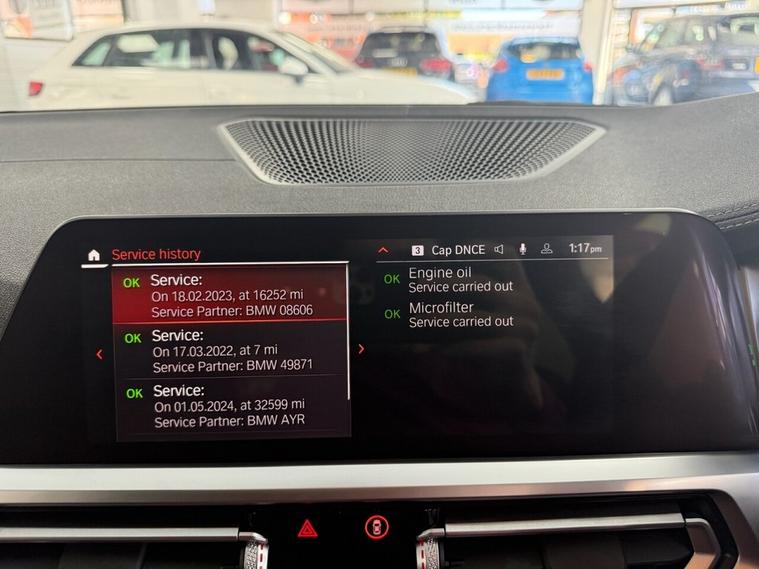 Service history
3 Cap DNCE 1:17pm
OK Service:
On 18.02.2023, at 16252 mi
Service Partner: BMW 08606
OK Service:
On 17.03.2022, at 7 mi
Service Partner: BMW 49871
OK Service:
On 01.05.2024, at 32599 mi
Service Partner: BMW AYR
OK Engine oil
Service carried out
OK Microfilter
Service carried out